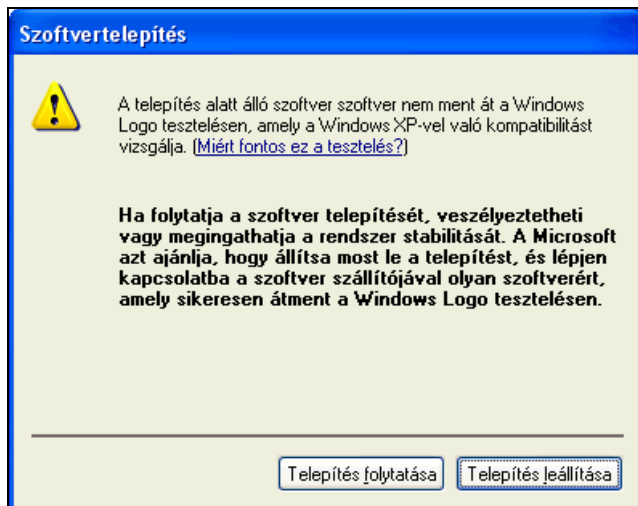 Szoftvertelepítés
A telepítés alatt álló szoftver szoftver nem ment át a Windows
Logo tesztelésen, amely a Windows XP-vel való kompatibilitást
vizsgálja. (Miért fontos ez a tesztelés?)
Ha folytatja a szoftver telepítését, veszélyeztetheti
vagy megingathatja a rendszer stabilitását. A Microsoft
azt ajánlja, hogy állítsa most le a telepítést, és lépjen
kapcsolatba a szoftver szállítójával olyan szoftverért,
amely sikeresen átment a Windows Logo tesztelésen.
Telepítés folytatása
Telepítés leállítása